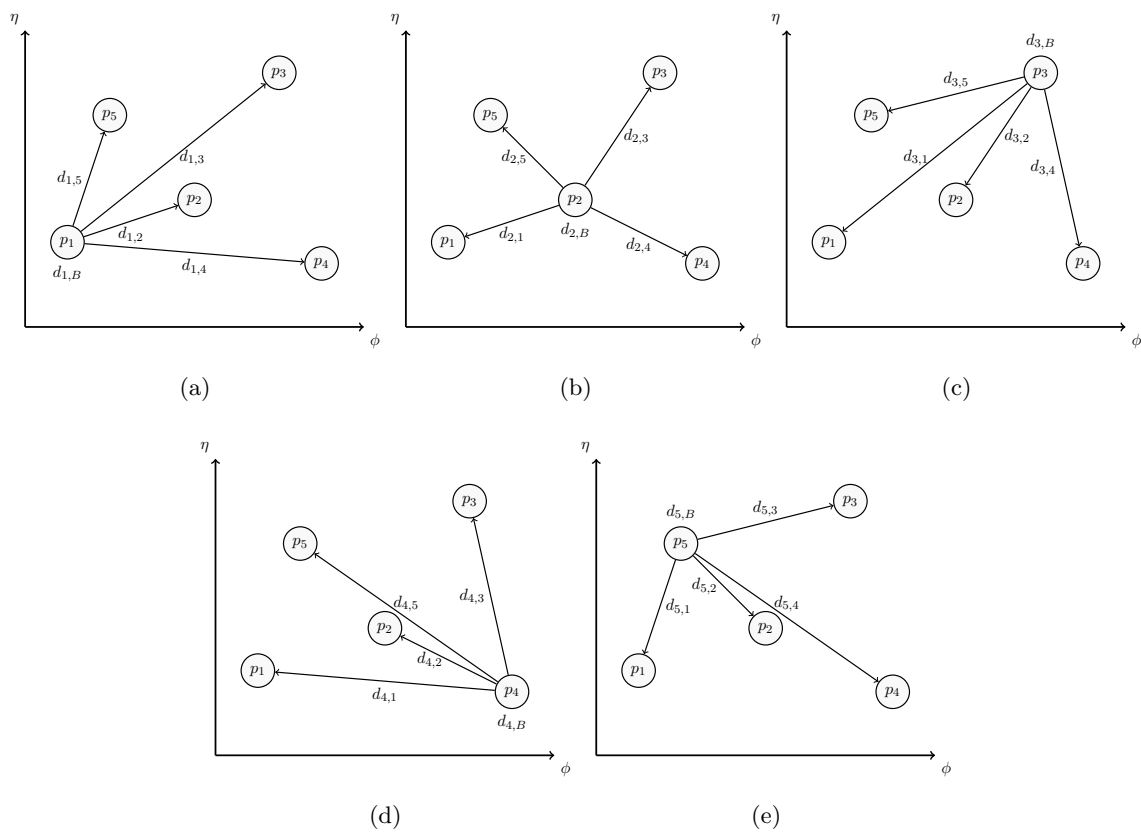 η
p₃
p₅
d₁,₃
d₁,₅
p₂
d₁,₂
p₁
d₁,₄
p₄
d₁,B
ϕ
(a)
η
p₃
p₅
d₂,₃
d₂,₅
p₂
d₂,B
p₁
d₂,₁
d₂,₄
p₄
ϕ
(b)
η
d₃,B
p₃
d₃,₅
p₅
d₃,₂
d₃,₁
d₃,₄
p₂
p₁
p₄
ϕ
(c)
η
p₃
p₅
d₄,₃
d₄,₅
p₂
d₄,₂
p₁
d₄,₁
p₄
d₄,B
ϕ
(d)
η
d₅,B
d₅,₃
p₃
p₅
d₅,₂
d₅,₄
d₅,₁
p₂
p₁
p₄
ϕ
(e)